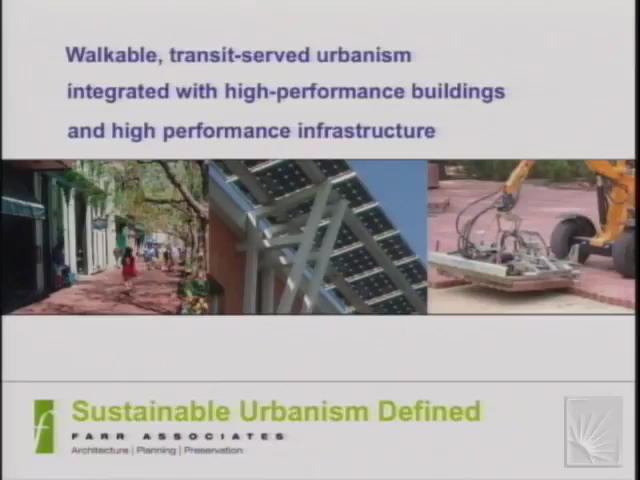 Walkable, transit-served urbanism
integrated with high-performance buildings
and high performance infrastructure
Sustainable Urbanism Defined
f
FARR ASSOCIATES
Architecture | Planning | Preservation